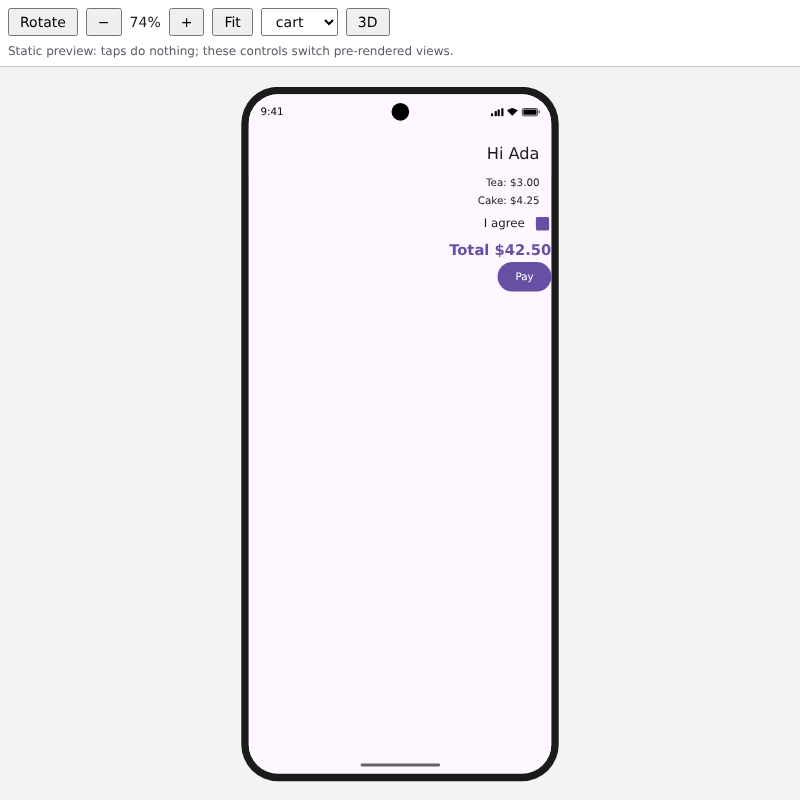 Rotate − 74% + Fit cart 3D
Static preview: taps do nothing; these controls switch pre-rendered views.
9:41
Hi Ada
Tea: $3.00
Cake: $4.25
I agree
Total $42.50
Pay